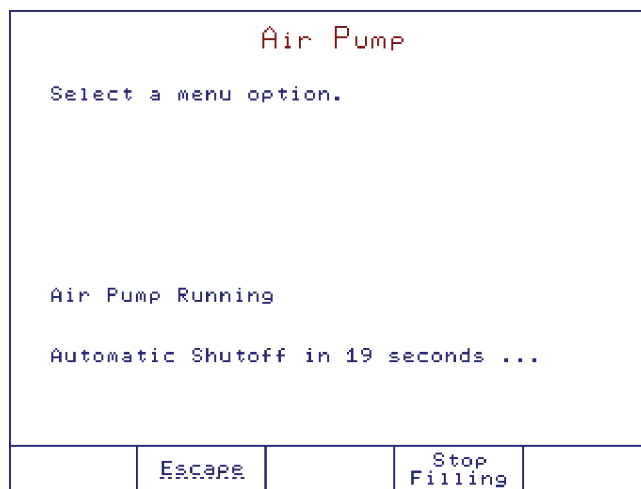 Air Pump
Select a menu option.
Air Pump Running
Automatic Shutoff in 19 seconds ...
Escape
Stop
Filling